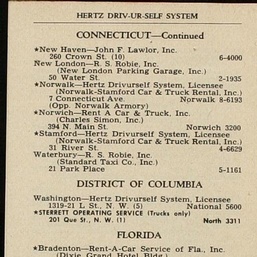 HERTZ DRIV-UR-SELF SYSTEM
CONNECTICUT—Continued
★New Haven—John F. Lawlor, Inc.
260 Crown St. (10) 6-4000
New London—R. S. Robie, Inc.
(New London Parking Garage, Inc.)
50 Water St. 2-1935
★Norwalk—Hertz Drivurself System, Licensee
(Norwalk-Stamford Car & Truck Rental, Inc.)
7 Connecticut Ave. Norwalk 8-6193
(Opp. Norwalk Armory)
★Norwich—Rent A Car & Truck, Inc.
(Charles Simon, Inc.)
394 N. Main St. Norwich 3200
★Stamford—Hertz Drivurself System, Licensee
(Norwalk-Stamford Car & Truck Rental, Inc.)
31 River St. 4-6629
Waterbury—R. S. Robie, Inc.
(Standard Taxi Co., Inc.)
21 Park Place 5-1161
DISTRICT OF COLUMBIA
Washington—Hertz Drivurself System, Licensee
1319-21 L St., N. W. (5) National 5600
★STERRETT OPERATING SERVICE (Trucks only)
201 Que St., N. W. (1) North 3311
FLORIDA
★Bradenton—Rent-A-Car Service of Fla., Inc.
(Dixie Grand Hotel Bldg.)